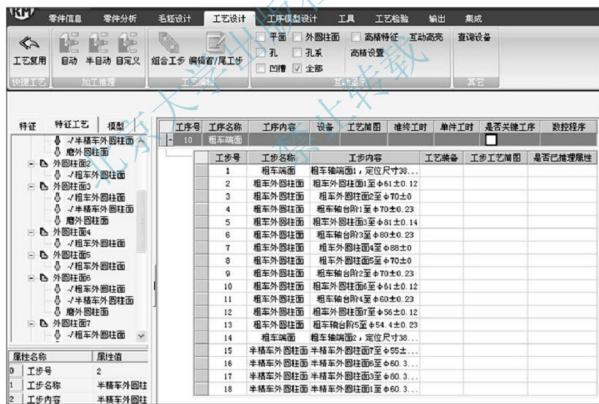 零件信息 零件分析 毛坯设计 工艺设计 工序模型设计 工具 工艺检验 输出 集成
平面 外圆柱面 高精特征 互动高亮 查询设备
孔 孔系 高精设置
凹槽 全部
工艺复用 自动 半自动 自定义 组合工步 编辑首/尾工步
快捷工艺 加工推理 工艺编辑 其它
特征 特征工艺 模型
√半精车外圆柱面
磨外圆柱面
外圆柱面2
√粗车外圆柱面
外圆柱面3
√粗车外圆柱面
√半精车外圆柱面
磨外圆柱面
外圆柱面4
√粗车外圆柱面
外圆柱面5
√粗车外圆柱面
外圆柱面6
√粗车外圆柱面
√半精车外圆柱面
磨外圆柱面
外圆柱面7
√粗车外圆柱面
属性名称 属性值
0 工步号 2
1 工步名称 半精车外圆柱
2 工步内容 半精车外圆柱
工序号 工序名称 工序内容 设备 工艺简图 准终工时 单件工时 是否关键工序 数控程序
10 粗车端面
工步号 工步名称 工步内容 工艺装备 工步工艺简图 是否已推理属性
1 粗车端面 粗车轴端面1，定位尺寸38...
2 粗车外圆柱面 粗车外圆柱面1至φ61±0.12
3 粗车外圆柱面 粗车外圆柱面2至φ70±0
4 粗车外圆柱面 粗车轴台阶1至φ70±0.23
5 粗车外圆柱面 粗车外圆柱面3至φ81±0.14
6 粗车外圆柱面 粗车轴台阶3至φ80±0.23
7 粗车外圆柱面 粗车外圆柱面4至φ88±0
8 粗车外圆柱面 粗车外圆柱面5至φ70±0
9 粗车外圆柱面 粗车轴台阶2至φ70±0.23
10 粗车外圆柱面 粗车外圆柱面6至φ61±0.12
11 粗车外圆柱面 粗车轴台阶4至φ60±0.23
12 粗车外圆柱面 粗车外圆柱面7至φ56±0.12
13 粗车外圆柱面 粗车轴台阶5至φ54.4±0.23
14 粗车端面 粗车轴端面2，定位尺寸38...
15 半精车外圆柱面 半精车外圆柱面7至φ55±...
16 半精车外圆柱面 半精车外圆柱面6至φ60.3...
17 半精车外圆柱面 半精车外圆柱面3至φ80.3...
18 半精车外圆柱面 半精车外圆柱面1至φ60.3...